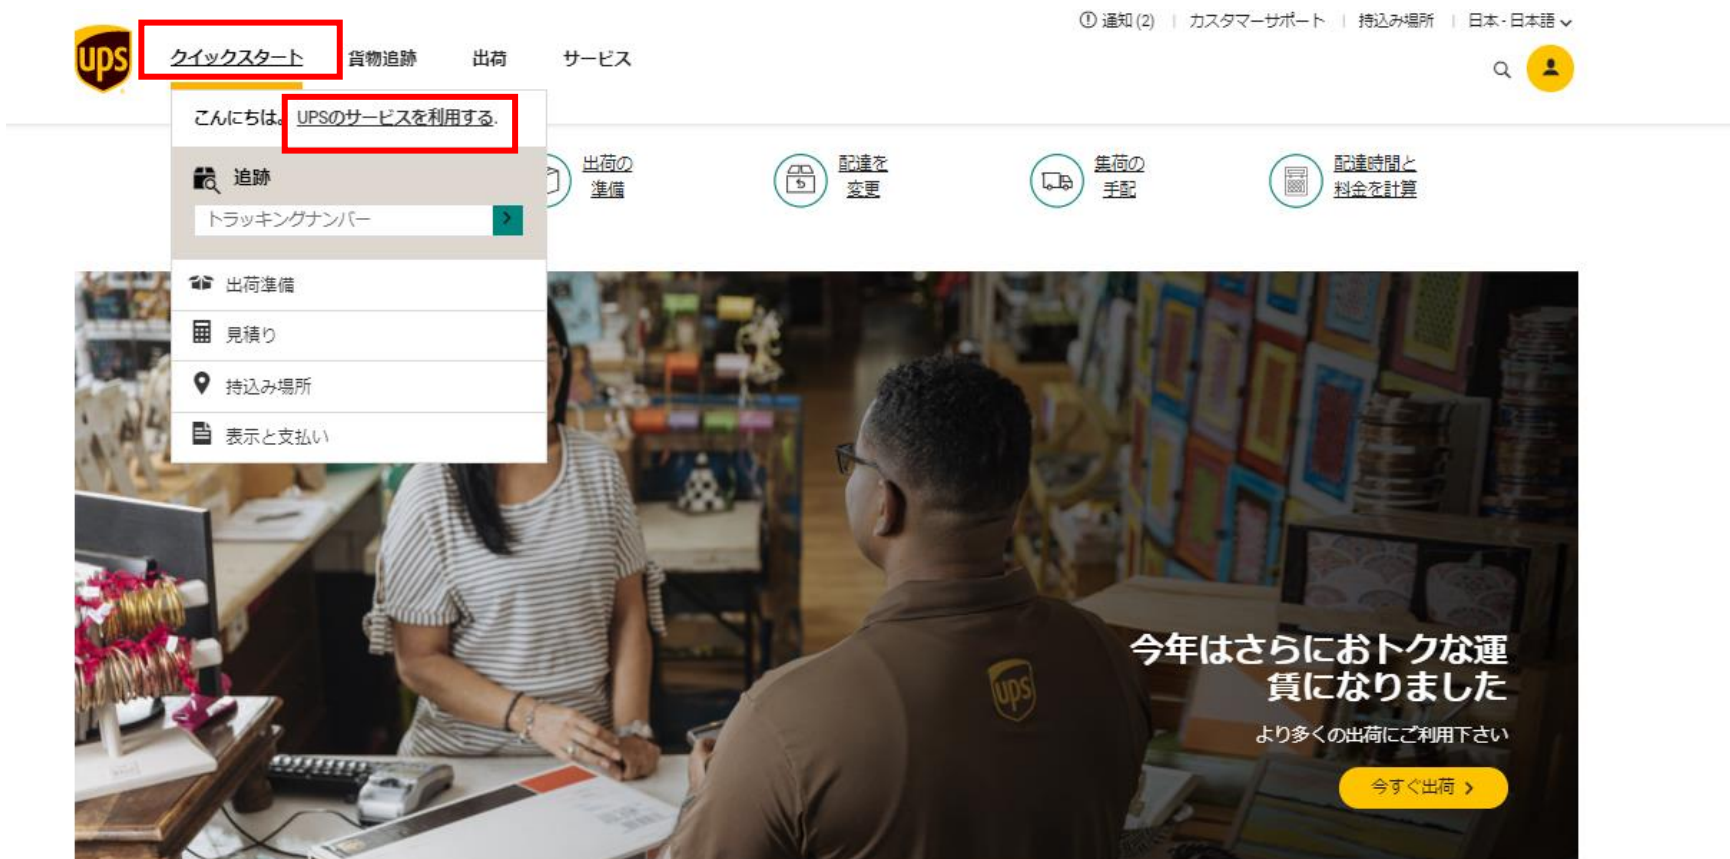 ① 通知 (2) | カスタマーサポート | 持込み場所 | 日本 - 日本語
ups
クイックスタート 貨物追跡 出荷 サービス
こんにちは。 UPSのサービスを利用する.
追跡
トラッキングナンバー
出荷準備
見積り
持込み場所
表示と支払い
出荷の
準備
配達を
変更
集荷の
手配
配達時間と
料金を計算
ups
今年はさらにおトクな運
賃になりました
より多くの出荷にご利用下さい
今すぐ出荷